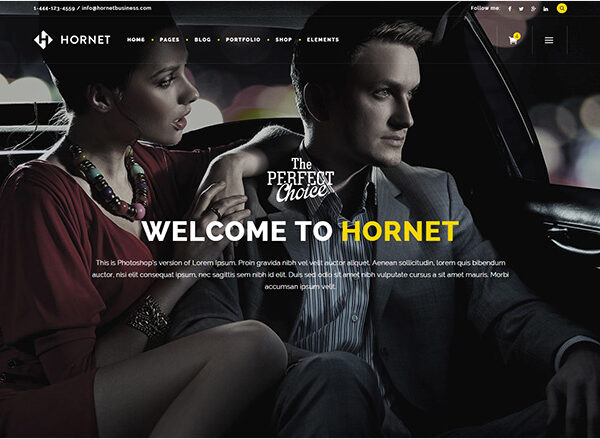 1-444-123-4559 / info@hornetbusiness.com
Follow me:
HORNET
HOME PAGES BLOG PORTFOLIO SHOP ELEMENTS
The
PERFECT
Choice
WELCOME TO HORNET
This is Photoshop's version of Lorem Ipsum. Proin gravida nibh vel velit auctor aliquet. Aenean sollicitudin, lorem quis bibendum
auctor, nisi elit consequat ipsum, nec sagittis sem nibh id elit. Duis sed odio sit amet nibh vulputate cursus a sit amet mauris. Morbi
accumsan ipsum velit.